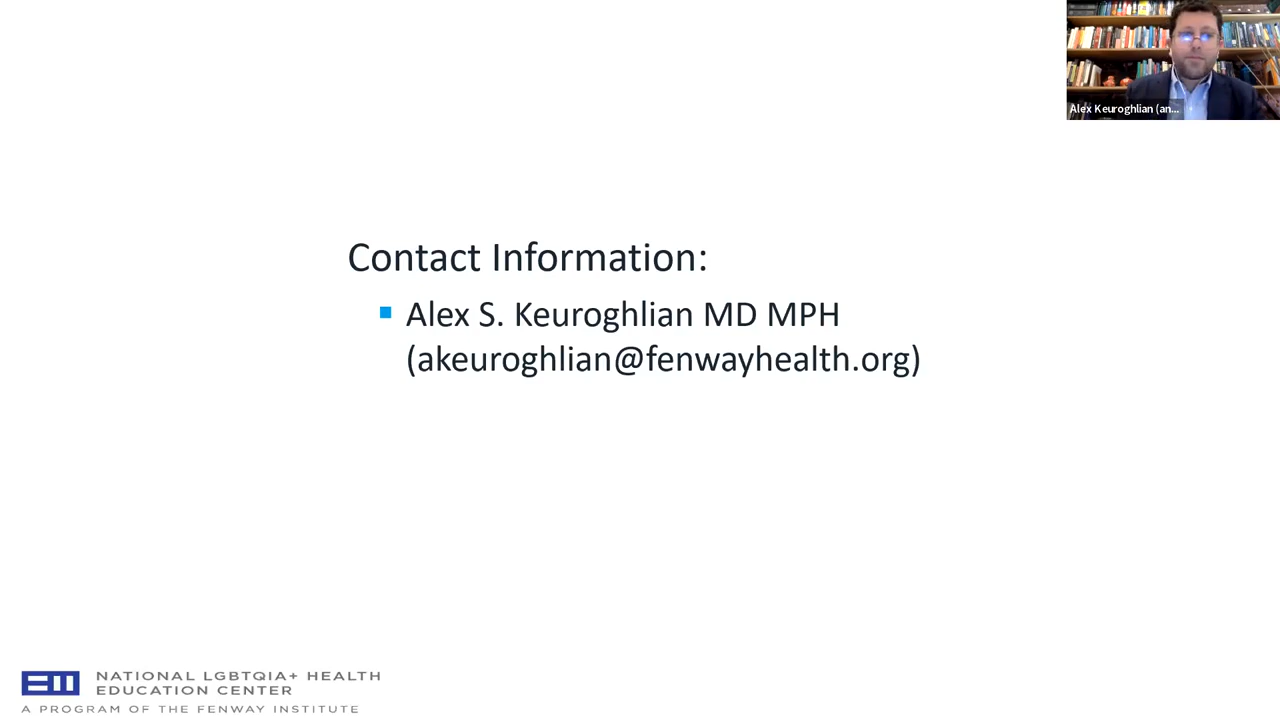 Alex Keuroghlian (an...
Contact Information:
Alex S. Keuroghlian MD MPH
(akeuroghlian@fenwayhealth.org)
NATIONAL LGBTQIA+ HEALTH
EDUCATION CENTER
A PROGRAM OF THE FENWAY INSTITUTE